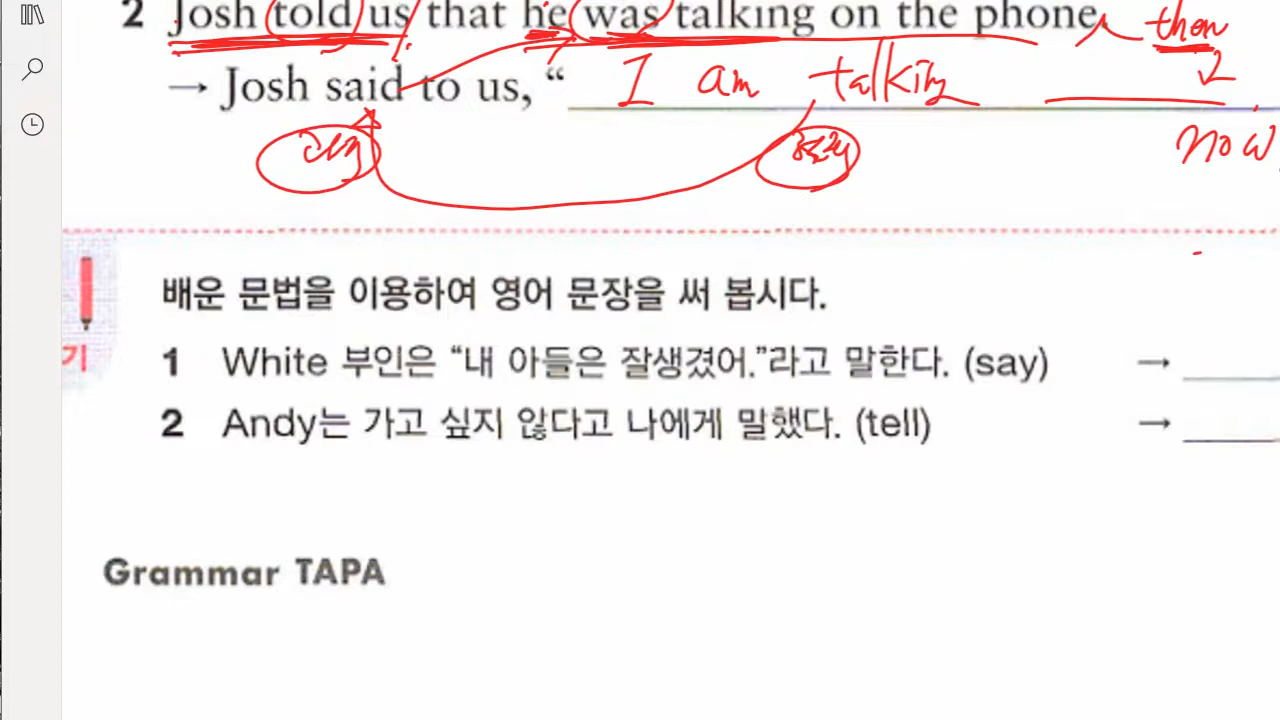 2 Josh told us that he was talking on the phone. then
→ Josh said to us, “ I am talking
now
배운 문법을 이용하여 영어 문장을 써 봅시다.
기
1 White 부인은 “내 아들은 잘생겼어.”라고 말한다. (say) →
2 Andy는 가고 싶지 않다고 나에게 말했다. (tell) →
Grammar TAPA